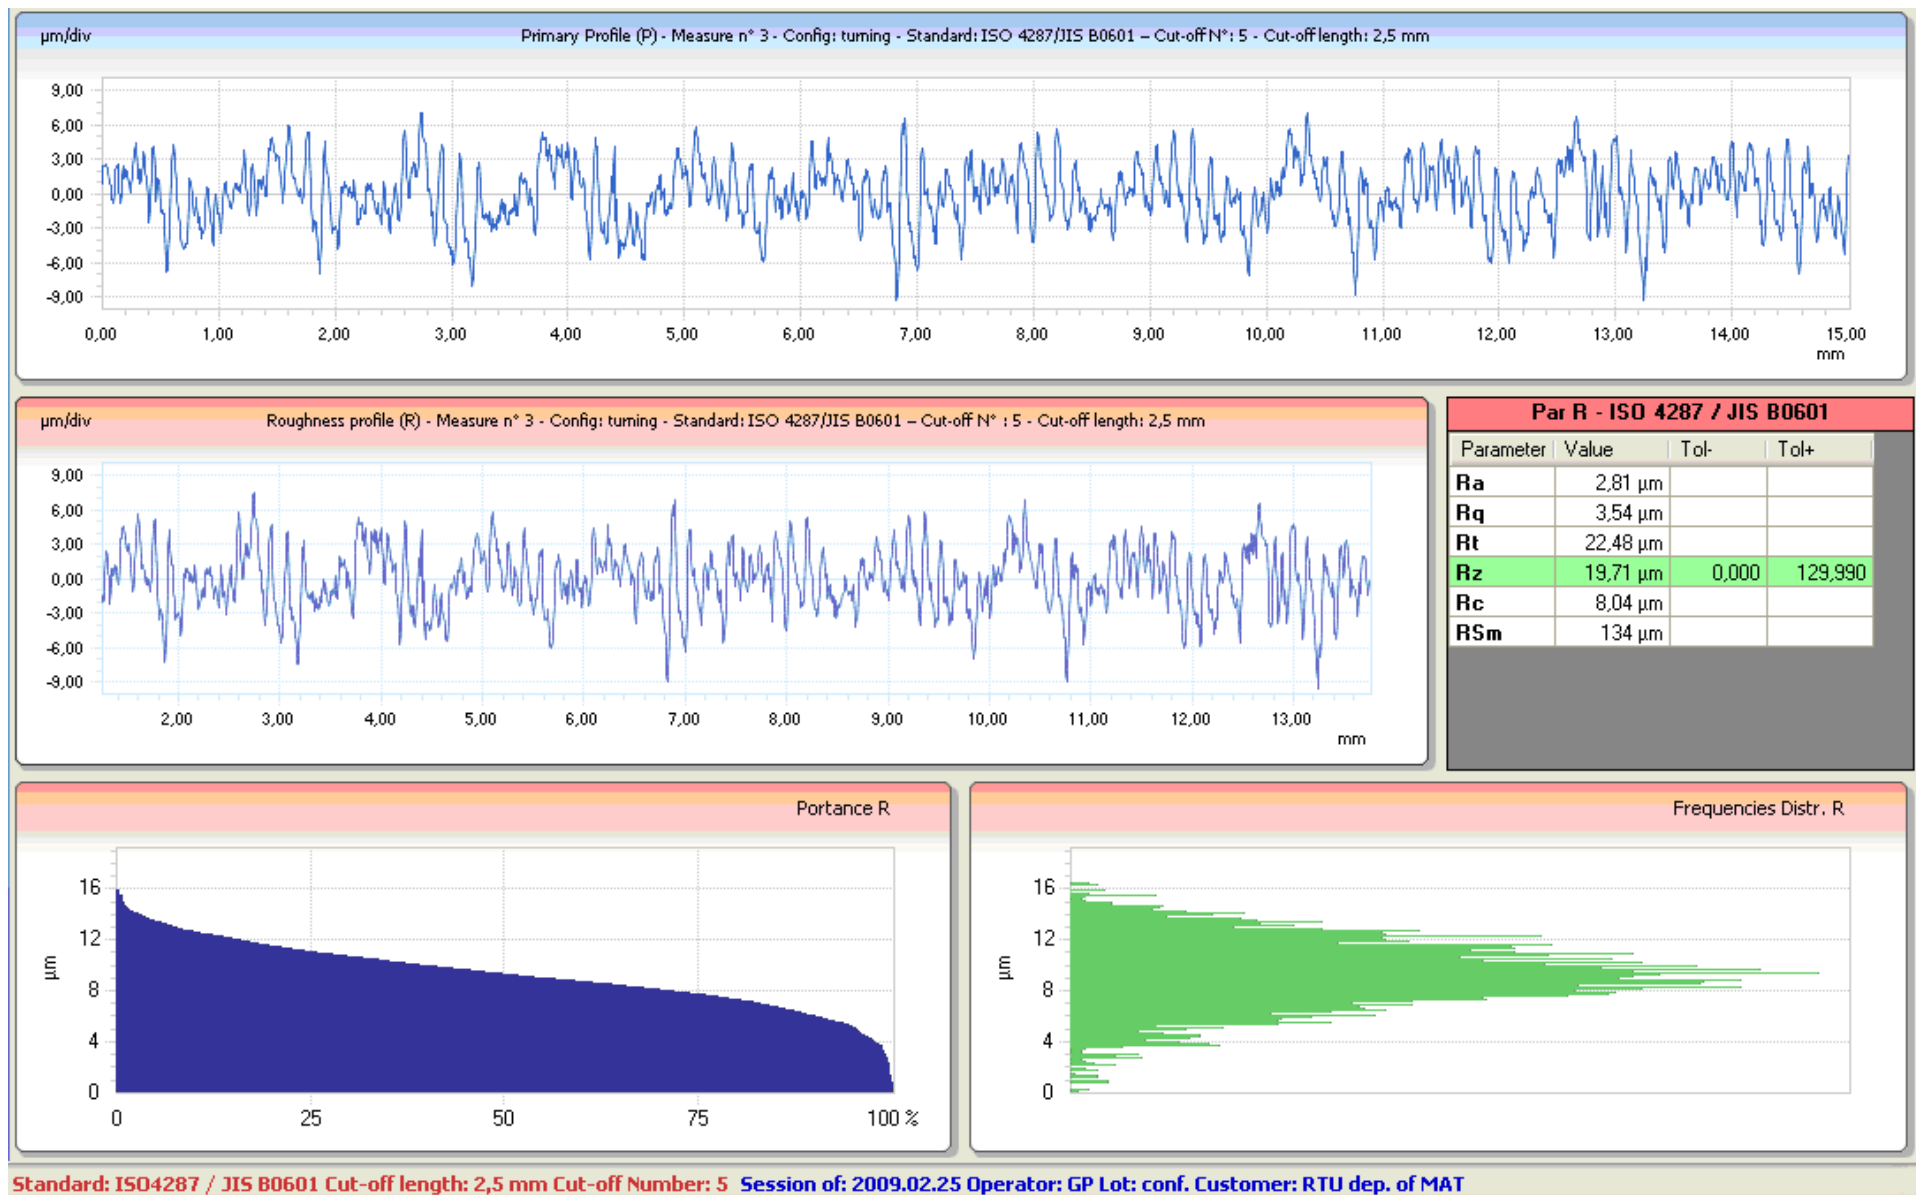 µm/div
Primary Profile (P) - Measure n° 3 - Config: turning - Standard: ISO 4287/JIS B0601 – Cut-off N°: 5 - Cut-off length: 2,5 mm
9,00
6,00
3,00
0,00
-3,00
-6,00
-9,00
0,00 1,00 2,00 3,00 4,00 5,00 6,00 7,00 8,00 9,00 10,00 11,00 12,00 13,00 14,00 15,00
mm
µm/div
Roughness profile (R) - Measure n° 3 - Config: turning - Standard: ISO 4287/JIS B0601 – Cut-off N° : 5 - Cut-off length: 2,5 mm
9,00
6,00
3,00
0,00
-3,00
-6,00
-9,00
2,00 3,00 4,00 5,00 6,00 7,00 8,00 9,00 10,00 11,00 12,00 13,00
mm
Par R - ISO 4287 / JIS B0601
Parameter Value Tol- Tol+
Ra 2,81 µm
Rq 3,54 µm
Rt 22,48 µm
Rz 19,71 µm 0,000 129,990
Rc 8,04 µm
RSm 134 µm
Portance R
16
12
8
4
0
µm
0 25 50 75 100 %
Frequencies Distr. R
16
12
8
4
0
µm
Standard: ISO4287 / JIS B0601 Cut-off length: 2,5 mm Cut-off Number: 5 Session of: 2009.02.25 Operator: GP Lot: conf. Customer: RTU dep. of MAT